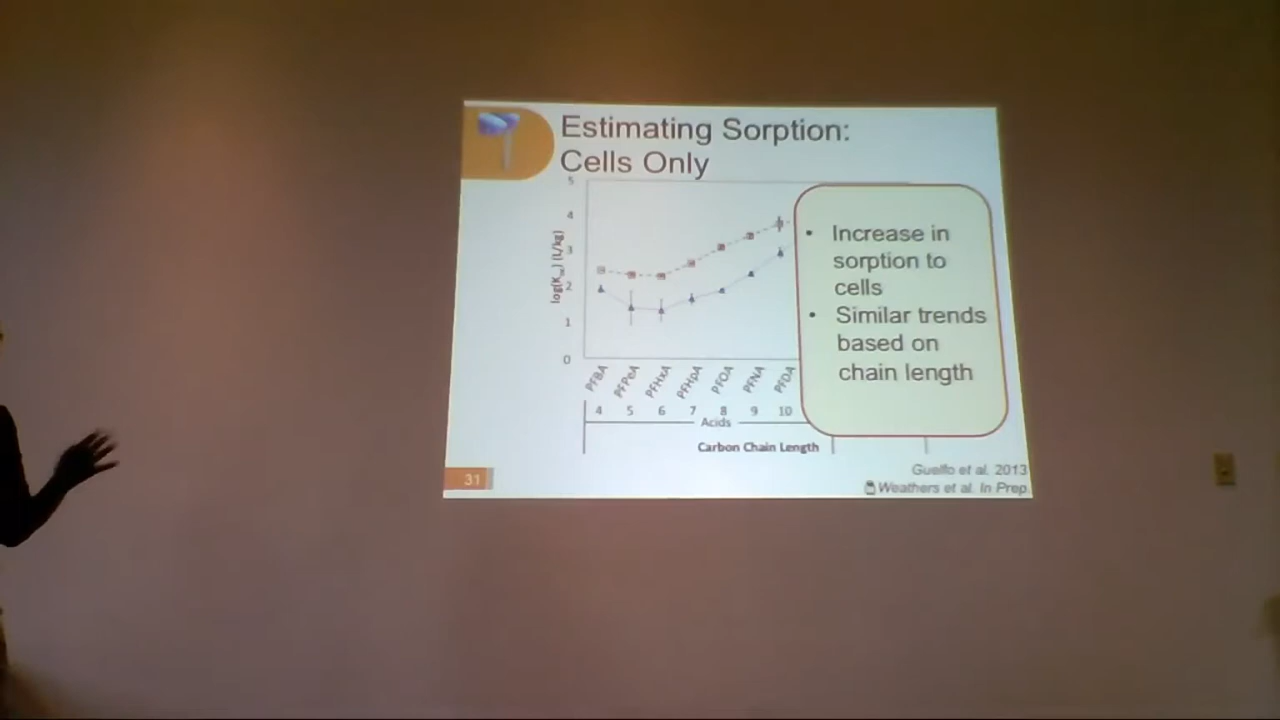 Estimating Sorption:
Cells Only
5
4
3
2
1
0
PFBA
PFPeA
PFHxA
PFHpA
PFOA
PFNA
PFDA
4 5 6 7 8 9 10
Acids
Carbon Chain Length
• Increase in
sorption to
cells
• Similar trends
based on
chain length
31
Guelfo et al. 2013
Weathers et al. In Prep